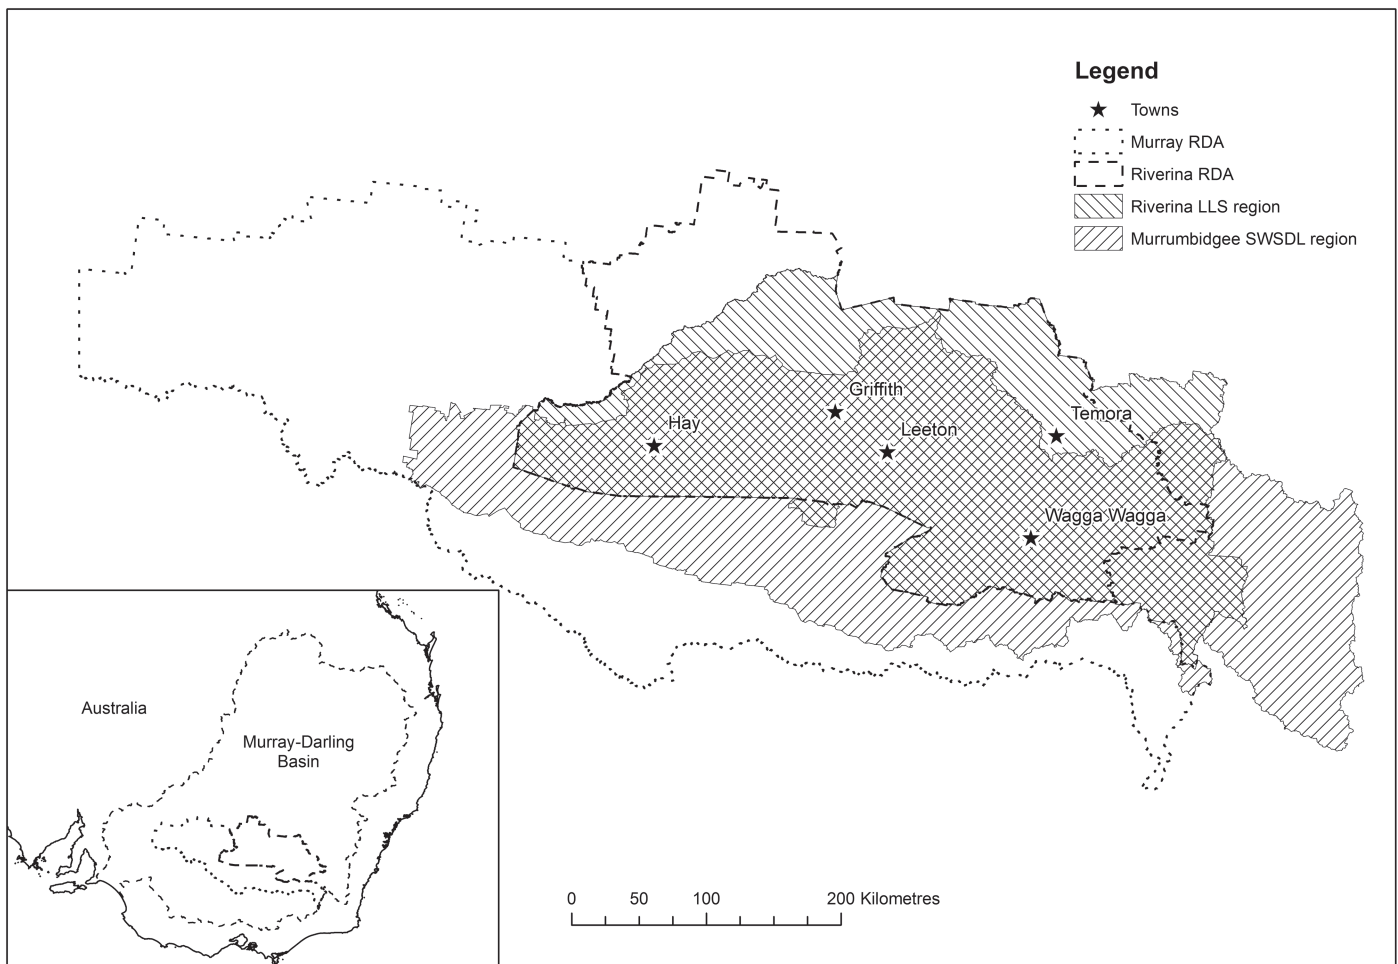 Legend
Towns
Murray RDA
Riverina RDA
Riverina LLS region
Murrumbidgee SWSDL region
Griffith
Hay
Leeton
Temora
Wagga Wagga
Australia
Murray-Darling
Basin
0 50 100 200 Kilometres